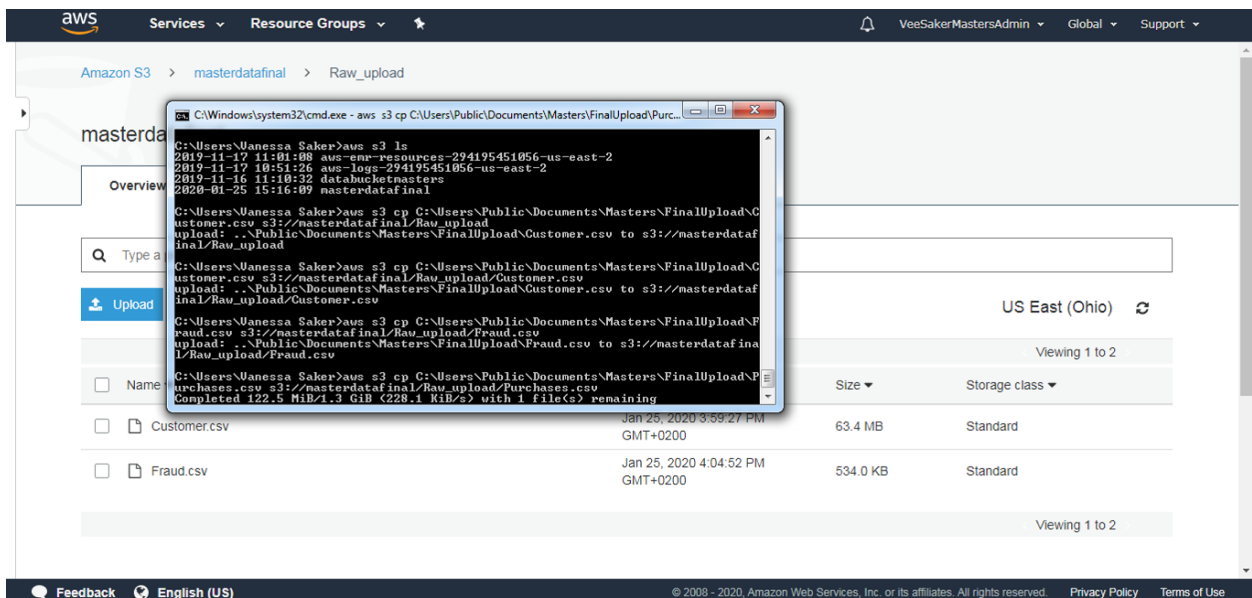 aws Services Resource Groups VeeSakerMastersAdmin Global Support
Amazon S3 > masterdatafinal > Raw_upload
C:\Windows\system32\cmd.exe - aws s3 cp C:\Users\Public\Documents\Masters\FinalUpload\Purc...
masterda
Overview
C:\Users\Vanessa Saker>aws s3 ls
2019-11-17 11:01:08 aws-emr-resources-294195451056-us-east-2
2019-11-17 10:51:26 aws-logs-294195451056-us-east-2
2019-11-16 11:10:32 databucketmasters
2020-01-25 15:16:09 masterdatafinal
C:\Users\Vanessa Saker>aws s3 cp C:\Users\Public\Documents\Masters\FinalUpload\C
ustomer.csv s3://masterdatafinal/Raw_upload
upload: ..\Public\Documents\Masters\FinalUpload\Customer.csv to s3://masterdataf
inal/Raw_upload
C:\Users\Vanessa Saker>aws s3 cp C:\Users\Public\Documents\Masters\FinalUpload\C
ustomer.csv s3://masterdatafinal/Raw_upload/Customer.csv
upload: ..\Public\Documents\Masters\FinalUpload\Customer.csv to s3://masterdataf
inal/Raw_upload/Customer.csv
C:\Users\Vanessa Saker>aws s3 cp C:\Users\Public\Documents\Masters\FinalUpload\F
raud.csv s3://masterdatafinal/Raw_upload/Fraud.csv
upload: ..\Public\Documents\Masters\FinalUpload\Fraud.csv to s3://masterdatafina
l/Raw_upload/Fraud.csv
C:\Users\Vanessa Saker>aws s3 cp C:\Users\Public\Documents\Masters\FinalUpload\P
urchases.csv s3://masterdatafinal/Raw_upload/Purchases.csv
Completed 122.5 MiB/1.3 GiB (228.1 KiB/s) with 1 file(s) remaining
Type a
Upload
US East (Ohio)
Viewing 1 to 2
Name Size Storage class
Customer.csv Jan 25, 2020 3:59:27 PM GMT+0200 63.4 MB Standard
Fraud.csv Jan 25, 2020 4:04:52 PM GMT+0200 534.0 KB Standard
Viewing 1 to 2
Feedback English (US) © 2008 - 2020, Amazon Web Services, Inc. or its affiliates. All rights reserved. Privacy Policy Terms of Use